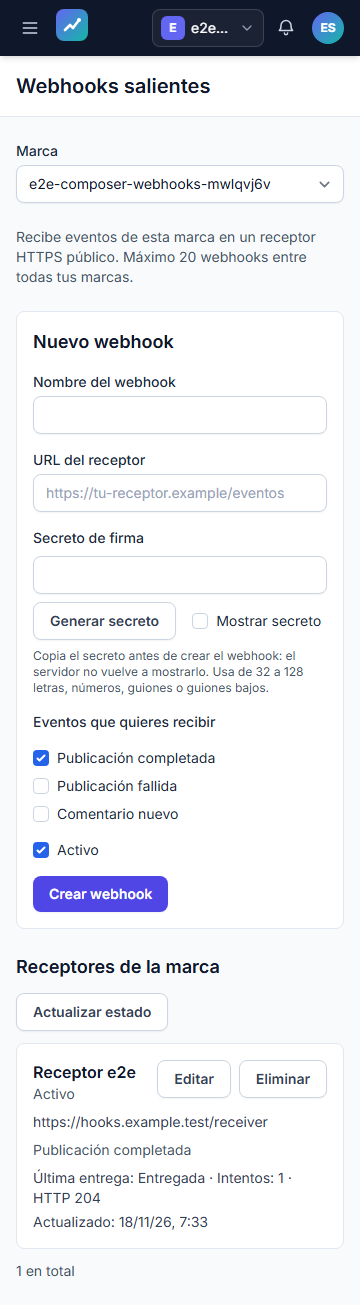 E e2e... ES
Webhooks salientes
Marca
e2e-composer-webhooks-mwlqvj6v
Recibe eventos de esta marca en un receptor
HTTPS público. Máximo 20 webhooks entre
todas tus marcas.
Nuevo webhook
Nombre del webhook
URL del receptor
https://tu-receptor.example/eventos
Secreto de firma
Generar secreto Mostrar secreto
Copia el secreto antes de crear el webhook: el
servidor no vuelve a mostrarlo. Usa de 32 a 128
letras, números, guiones o guiones bajos.
Eventos que quieres recibir
Publicación completada
Publicación fallida
Comentario nuevo
Activo
Crear webhook
Receptores de la marca
Actualizar estado
Receptor e2e Editar Eliminar
Activo
https://hooks.example.test/receiver
Publicación completada
Última entrega: Entregada · Intentos: 1 ·
HTTP 204
Actualizado: 18/11/26, 7:33
1 en total